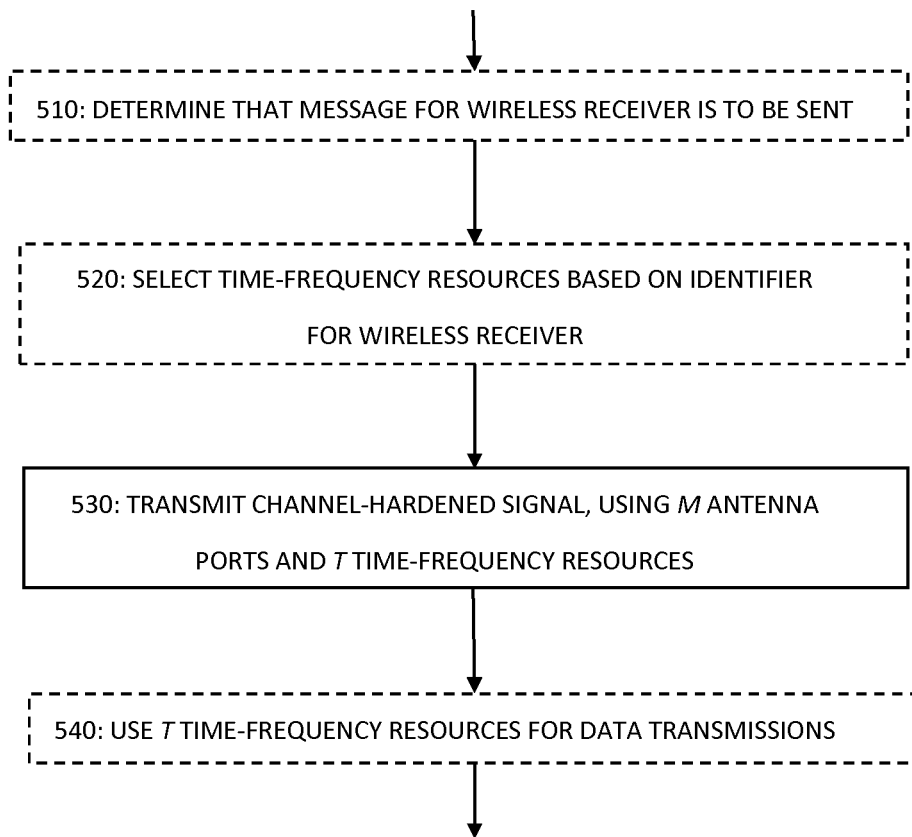 510: DETERMINE THAT MESSAGE FOR WIRELESS RECEIVER IS TO BE SENT
520: SELECT TIME-FREQUENCY RESOURCES BASED ON IDENTIFIER
FOR WIRELESS RECEIVER
530: TRANSMIT CHANNEL-HARDENED SIGNAL, USING M ANTENNA
PORTS AND T TIME-FREQUENCY RESOURCES
540: USE T TIME-FREQUENCY RESOURCES FOR DATA TRANSMISSIONS